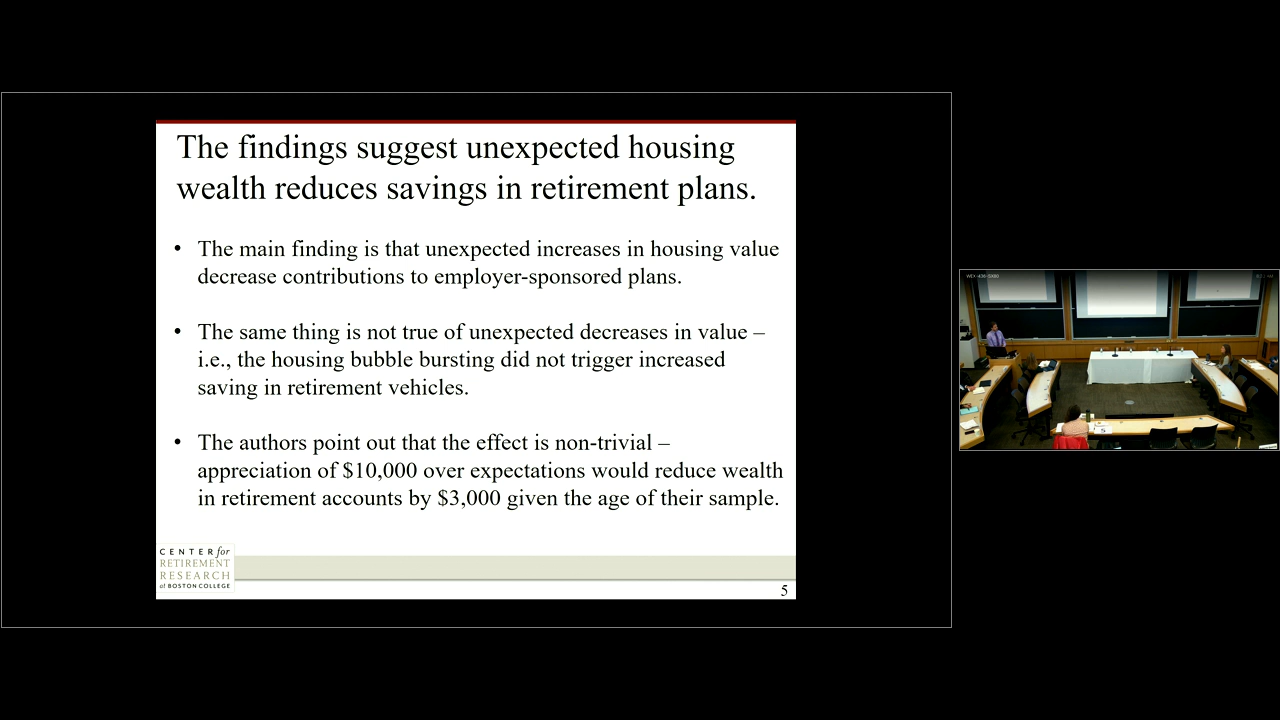 The findings suggest unexpected housing
wealth reduces savings in retirement plans.
• The main finding is that unexpected increases in housing value
decrease contributions to employer-sponsored plans.
• The same thing is not true of unexpected decreases in value –
i.e., the housing bubble bursting did not trigger increased
saving in retirement vehicles.
• The authors point out that the effect is non-trivial –
appreciation of $10,000 over expectations would reduce wealth
in retirement accounts by $3,000 given the age of their sample.
CENTER for
RETIREMENT
RESEARCH
at BOSTON COLLEGE
5